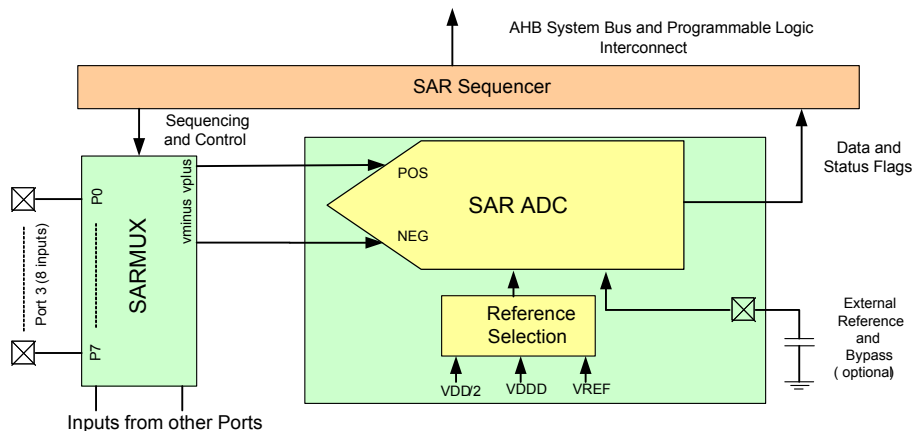 AHB System Bus and Programmable Logic
Interconnect
SAR Sequencer
Sequencing
and Control
Data and
Status Flags
vminus vplus
POS
NEG
SAR ADC
P0
Port 3 (8 inputs)
SARMUX
P7
Reference
Selection
External
Reference
and
Bypass
( optional)
VDD/2
VDDD
VREF
Inputs from other Ports